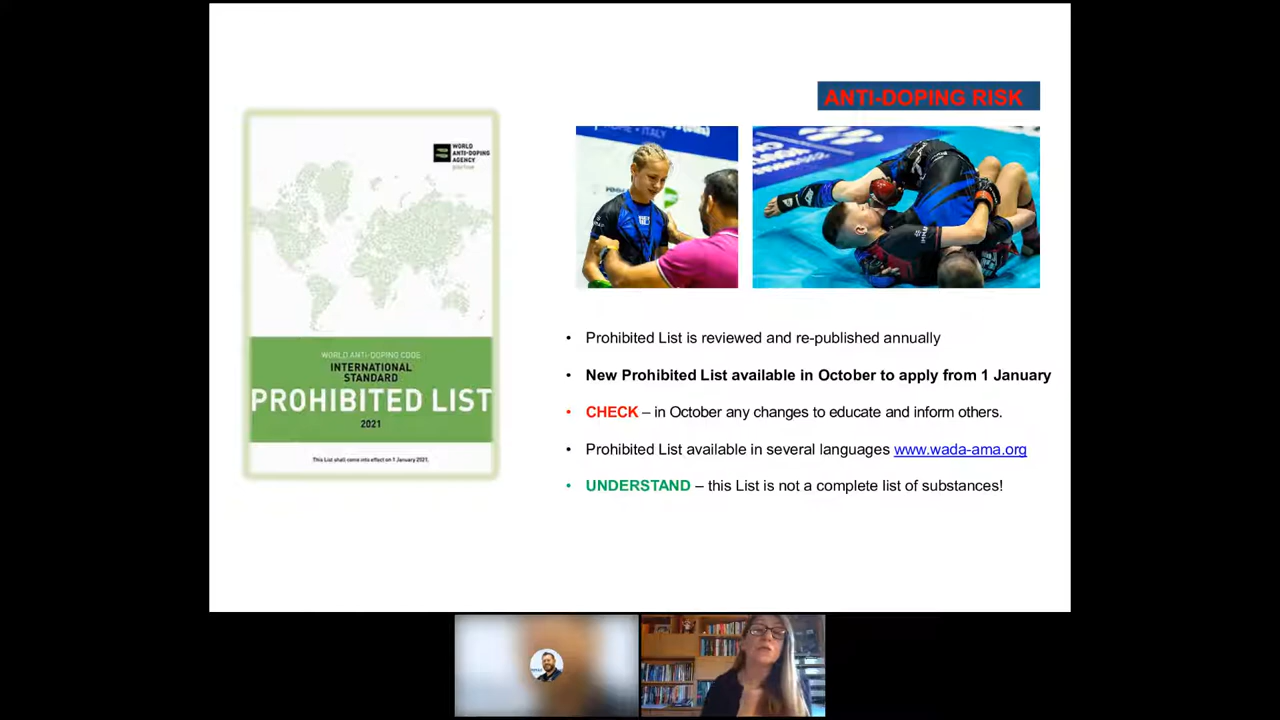 ANTI-DOPING RISK
WORLD
ANTI-DOPING
AGENCY
WORLD ANTI-DOPING CODE
INTERNATIONAL
STANDARD
PROHIBITED LIST
2021
This List shall come into effect on 1 January 2021.
• Prohibited List is reviewed and re-published annually
• New Prohibited List available in October to apply from 1 January
• CHECK – in October any changes to educate and inform others.
• Prohibited List available in several languages www.wada-ama.org
• UNDERSTAND – this List is not a complete list of substances!